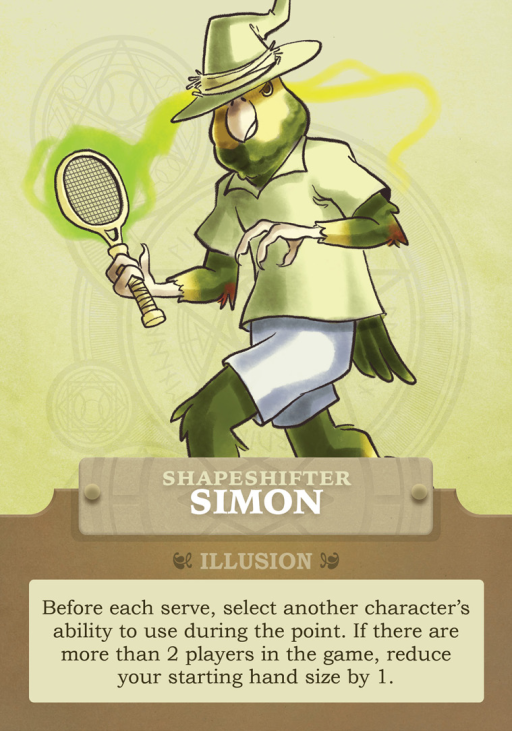 SHAPESHIFTER
SIMON
ILLUSION
Before each serve, select another character's
ability to use during the point. If there are
more than 2 players in the game, reduce
your starting hand size by 1.